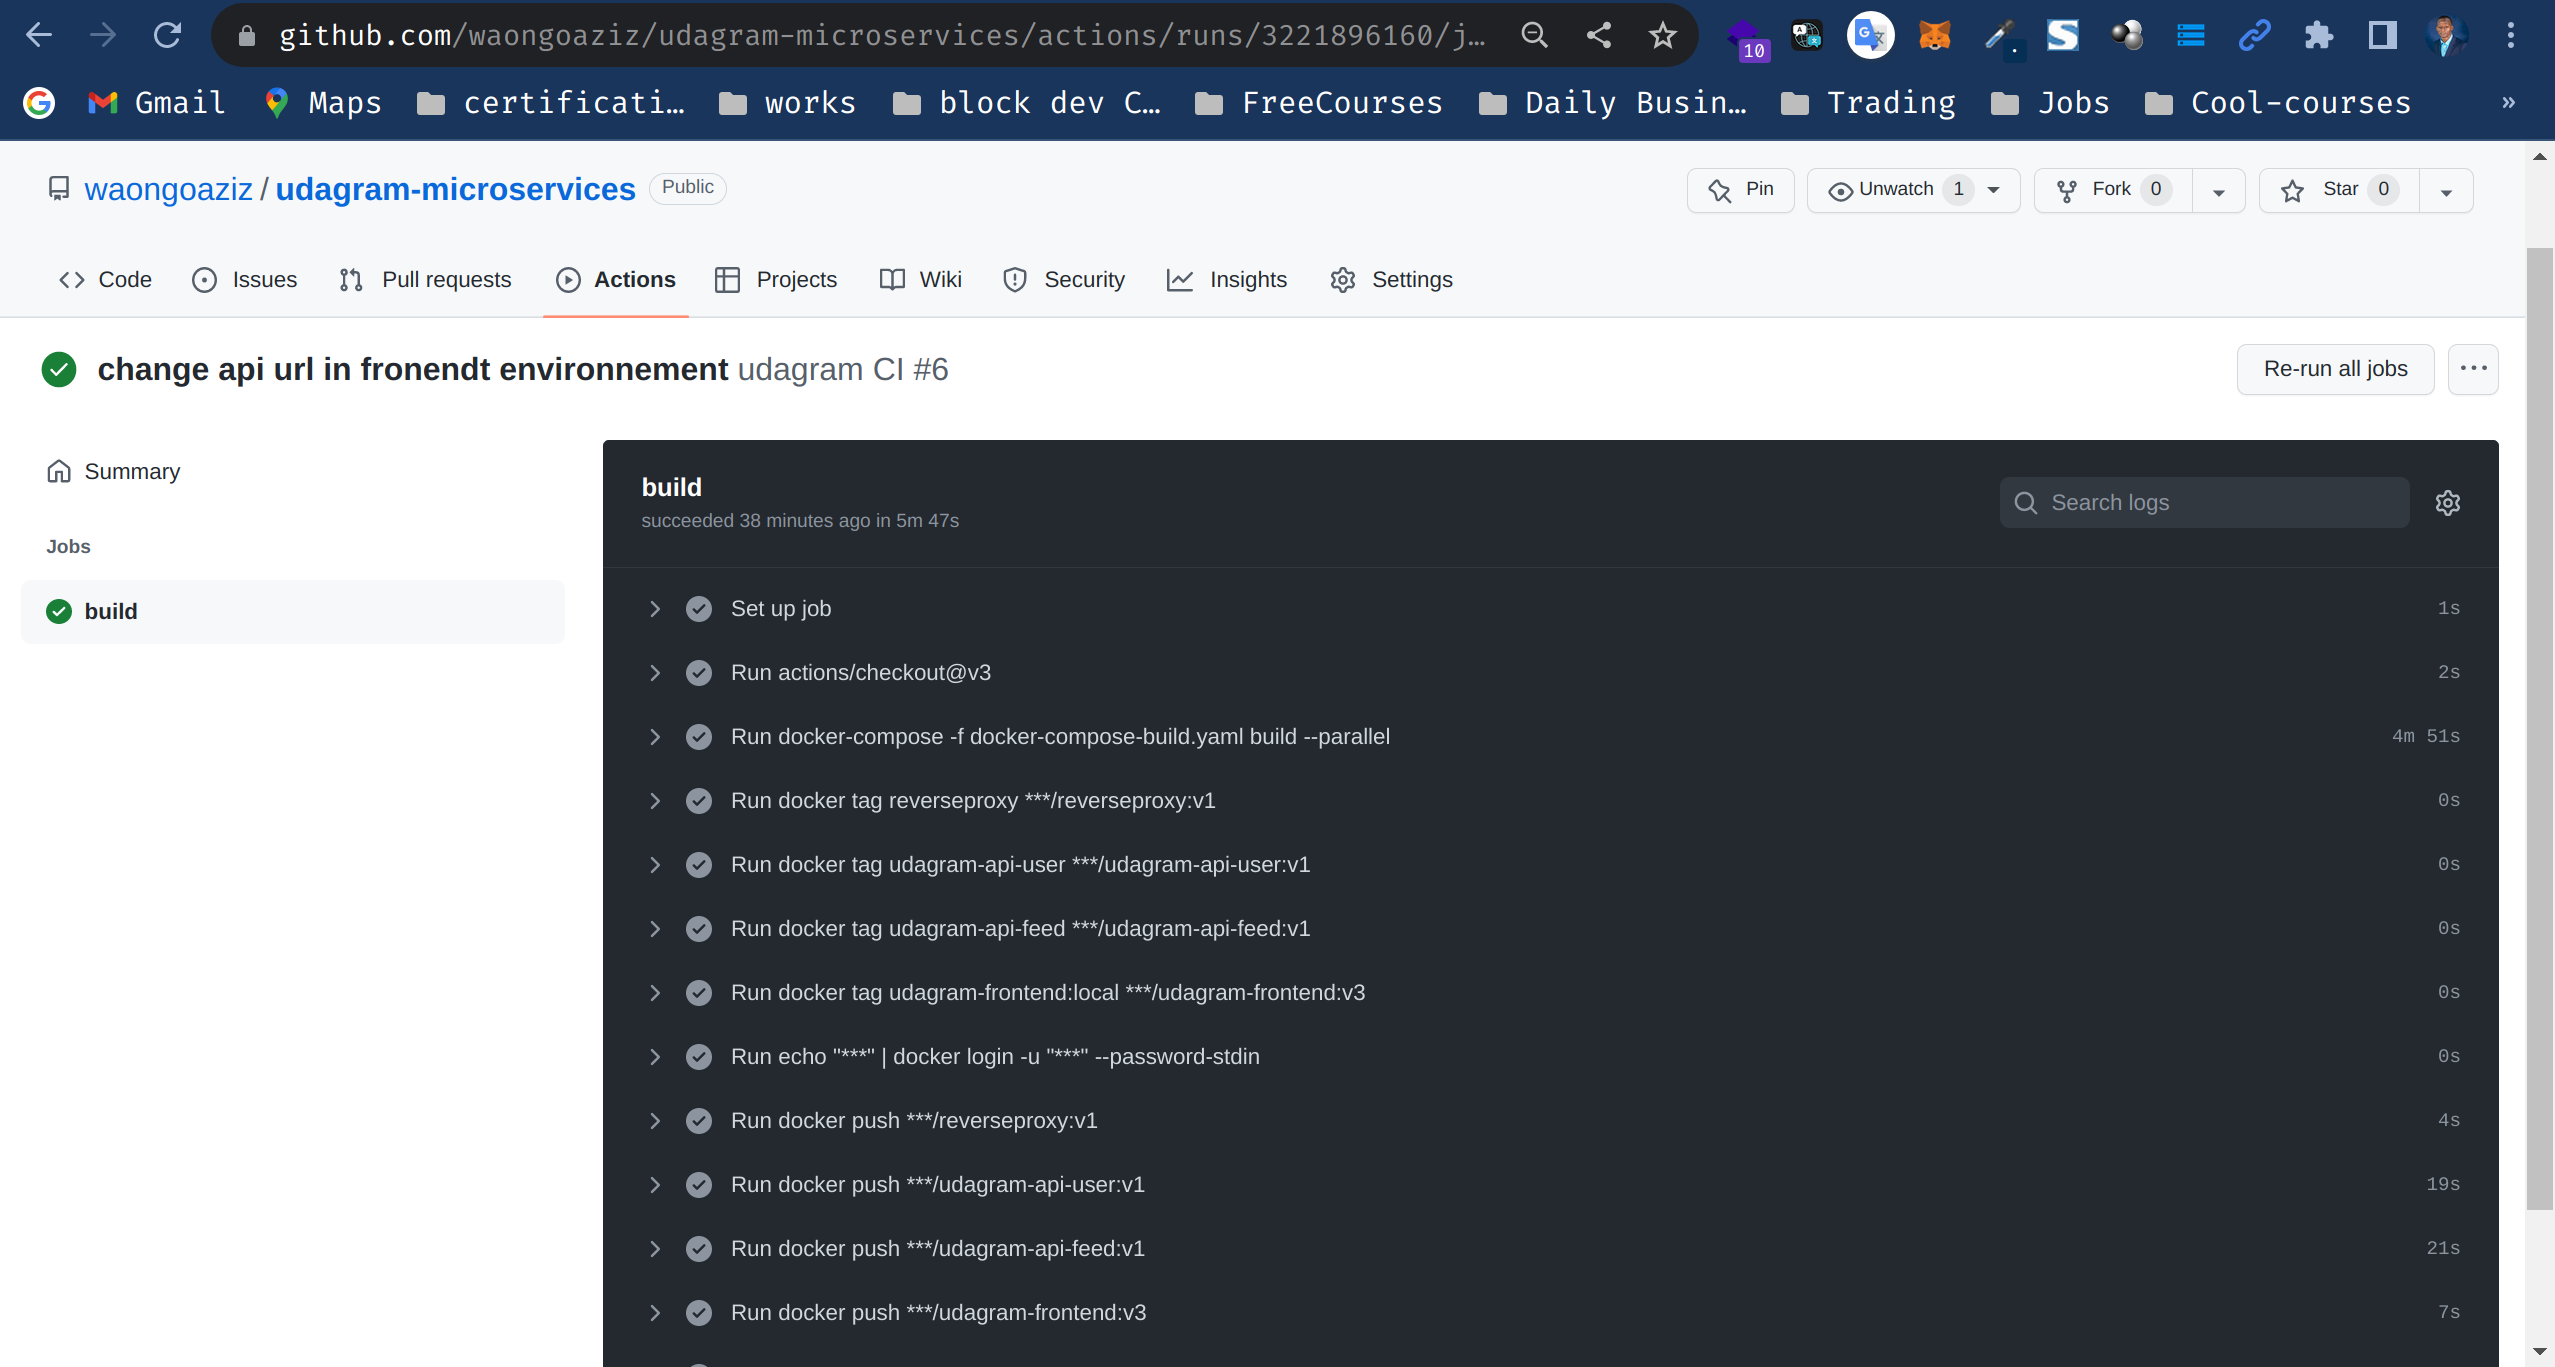 github.com/waongoaziz/udagram-microservices/actions/runs/3221896160/j...
10
Gmail Maps certificati... works block dev C... FreeCourses Daily Busin... Trading Jobs Cool-courses »
waongoaziz / udagram-microservices Public
Pin Unwatch 1 Fork 0 Star 0
Code Issues Pull requests Actions Projects Wiki Security Insights Settings
change api url in fronendt environnement udagram CI #6
Re-run all jobs ...
Summary
Jobs
build
build
succeeded 38 minutes ago in 5m 47s
Search logs
Set up job 1s
Run actions/checkout@v3 2s
Run docker-compose -f docker-compose-build.yaml build --parallel 4m 51s
Run docker tag reverseproxy ***/reverseproxy:v1 0s
Run docker tag udagram-api-user ***/udagram-api-user:v1 0s
Run docker tag udagram-api-feed ***/udagram-api-feed:v1 0s
Run docker tag udagram-frontend:local ***/udagram-frontend:v3 0s
Run echo "***" | docker login -u "***" --password-stdin 0s
Run docker push ***/reverseproxy:v1 4s
Run docker push ***/udagram-api-user:v1 19s
Run docker push ***/udagram-api-feed:v1 21s
Run docker push ***/udagram-frontend:v3 7s